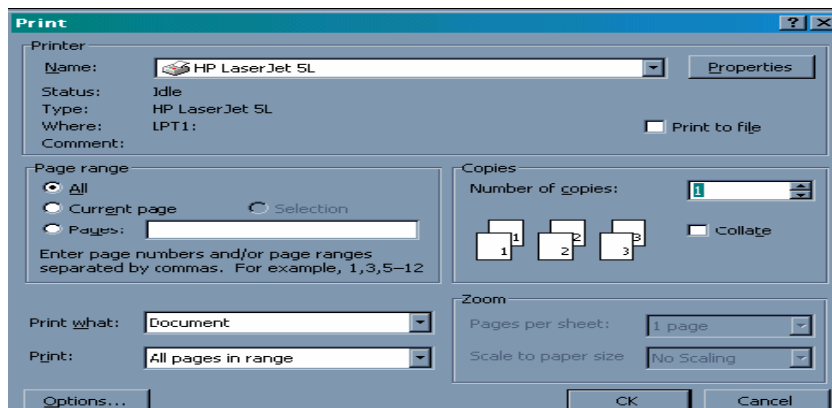 Print
Printer
Name: HP LaserJet 5L Properties
Status: Idle
Type: HP LaserJet 5L
Where: LPT1: Print to file
Comment:
Page range
All
Current page Selection
Pages:
Enter page numbers and/or page ranges
separated by commas. For example, 1,3,5–12
Copies
Number of copies: 1
1 1 2 2 3 3 Collate
Print what: Document
Print: All pages in range
Zoom
Pages per sheet: 1 page
Scale to paper size No Scaling
Options... CK Cancel